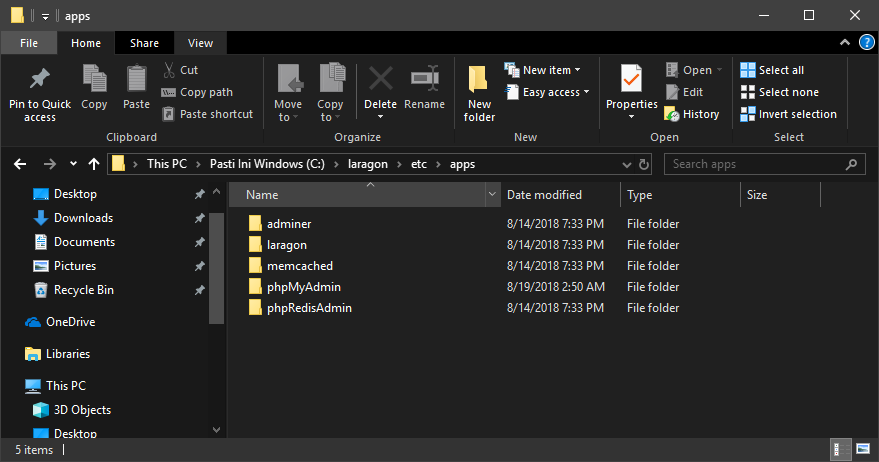 apps
File Home Share View
Pin to Quick access
Copy
Paste
Cut
Copy path
Paste shortcut
Clipboard
Move to
Copy to
Delete
Rename
Organize
New folder
New item
Easy access
New
Properties
Open
Edit
History
Open
Select all
Select none
Invert selection
Select
This PC Pasti Ini Windows (C:) laragon etc apps
Search apps
Desktop
Downloads
Documents
Pictures
Recycle Bin
OneDrive
Libraries
This PC
3D Objects
Desktop
Name Date modified Type Size
adminer 8/14/2018 7:33 PM File folder
laragon 8/14/2018 7:33 PM File folder
memcached 8/14/2018 7:33 PM File folder
phpMyAdmin 8/19/2018 2:50 AM File folder
phpRedisAdmin 8/14/2018 7:33 PM File folder
5 items